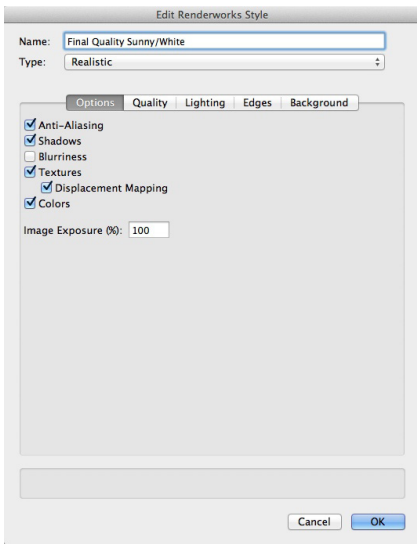 Edit Renderworks Style
Name: Final Quality Sunny/White
Type: Realistic
Options Quality Lighting Edges Background
Anti-Aliasing
Shadows
Blurriness
Textures
Displacement Mapping
Colors
Image Exposure (%): 100
Cancel OK